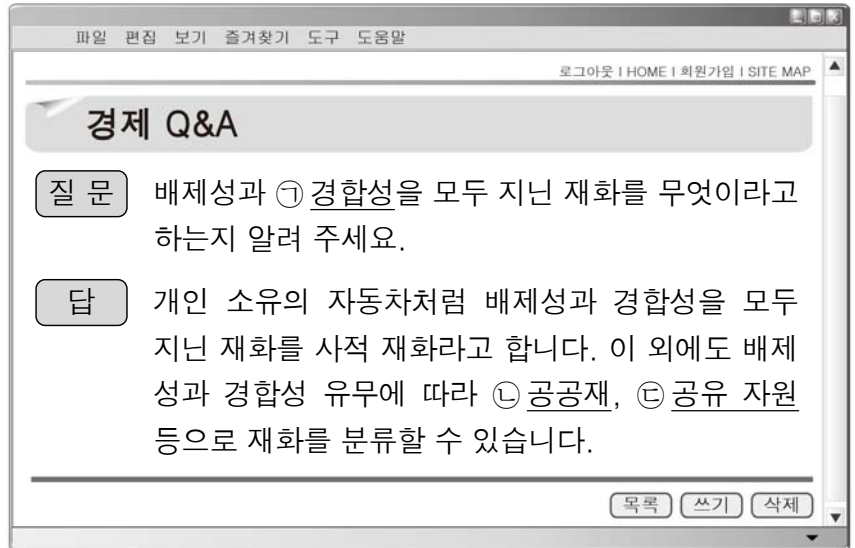 파일 편집 보기 즐겨찾기 도구 도움말
로그아웃 I HOME I 회원가입 I SITE MAP
경제 Q&A
질 문 배제성과 ㉠ 경합성을 모두 지닌 재화를 무엇이라고
하는지 알려 주세요.
답 개인 소유의 자동차처럼 배제성과 경합성을 모두
지닌 재화를 사적 재화라고 합니다. 이 외에도 배제
성과 경합성 유무에 따라 ㉡ 공공재, ㉢ 공유 자원
등으로 재화를 분류할 수 있습니다.
목록 쓰기 삭제